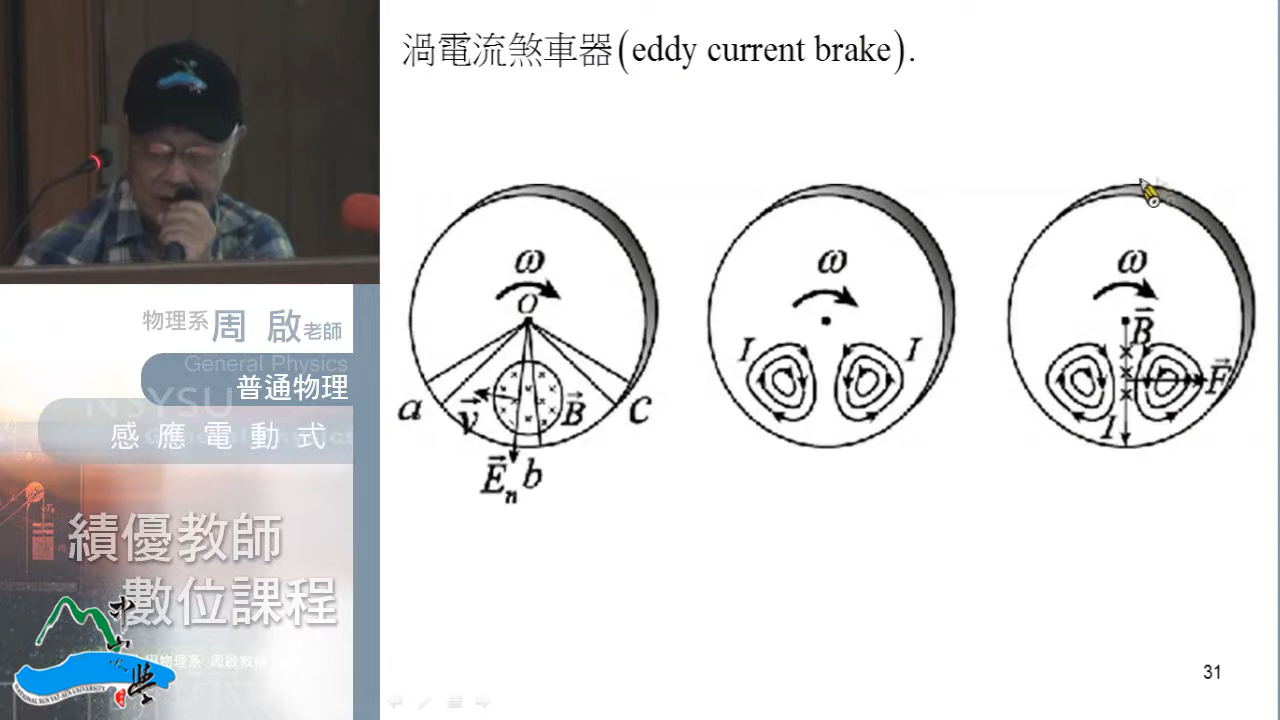 渦電流煞車器(eddy current brake).
ω
O
a
v
B
c
E n b
ω
I
I
ω
B
F
I
物理系 周 啟 老師
General Physics
普通物理
NSYSU
感應電動式
績優教師
數位課程
31